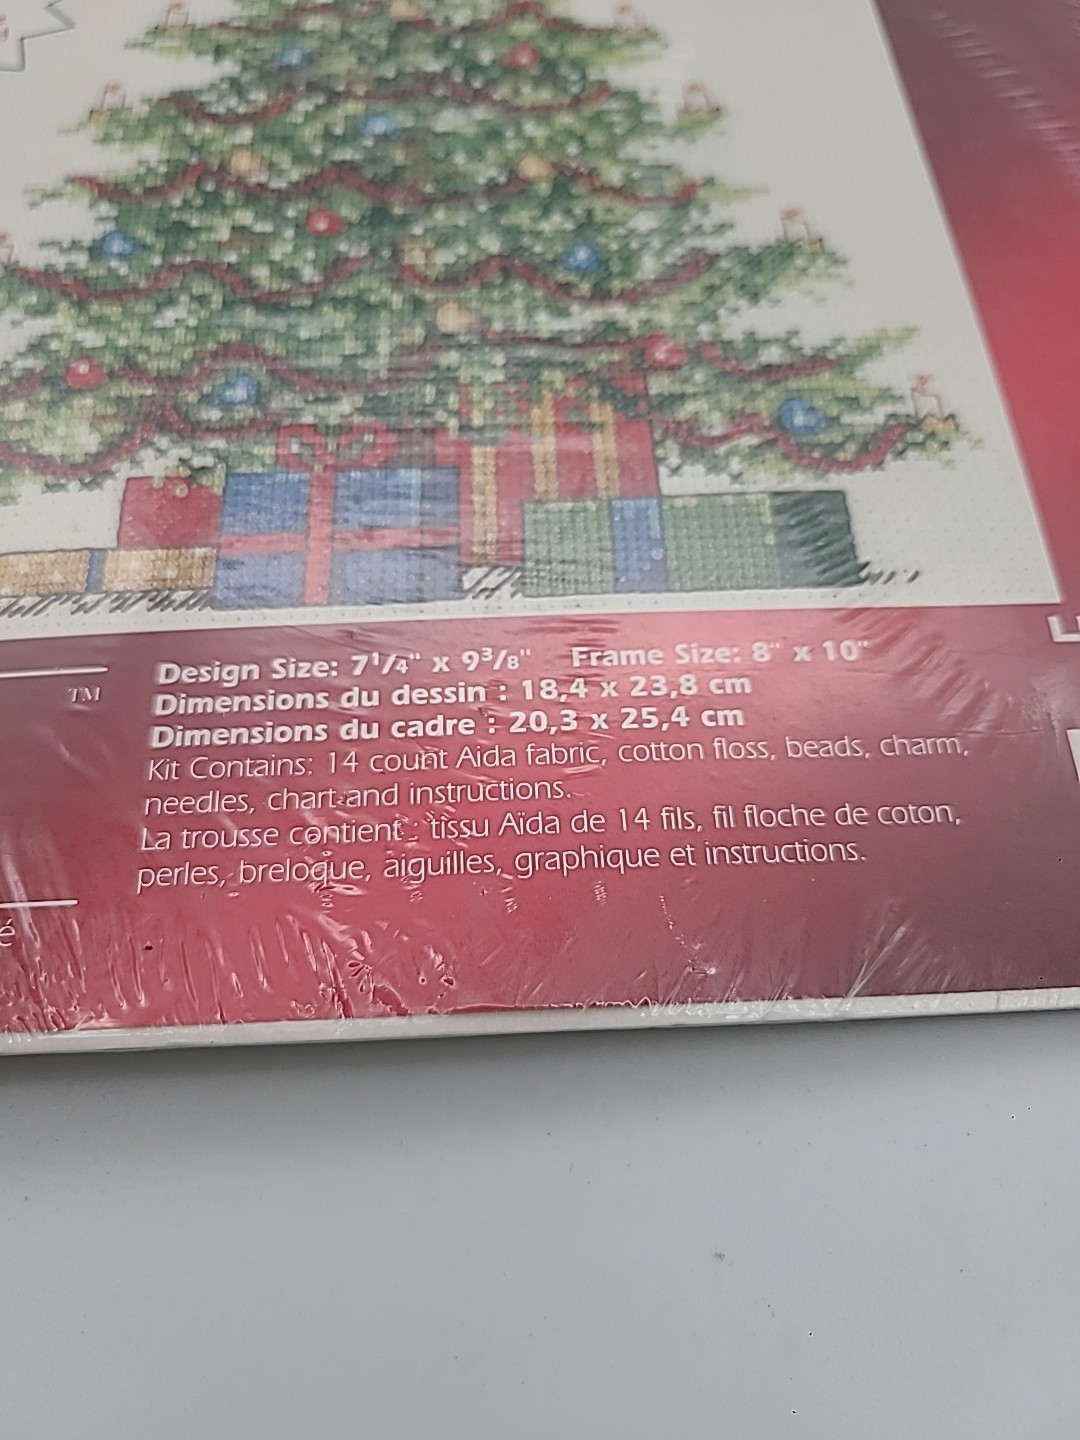 TM
Design Size: 7¹/4" x 9³/8" Frame Size: 8" x 10"
Dimensions du dessin : 18,4 x 23,8 cm
Dimensions du cadre : 20,3 x 25,4 cm
Kit Contains: 14 count Aida fabric, cotton floss, beads, charm,
needles, chart and instructions.
La trousse contient : tissu Aïda de 14 fils, fil floche de coton,
perles, breloque, aiguilles, graphique et instructions.
é